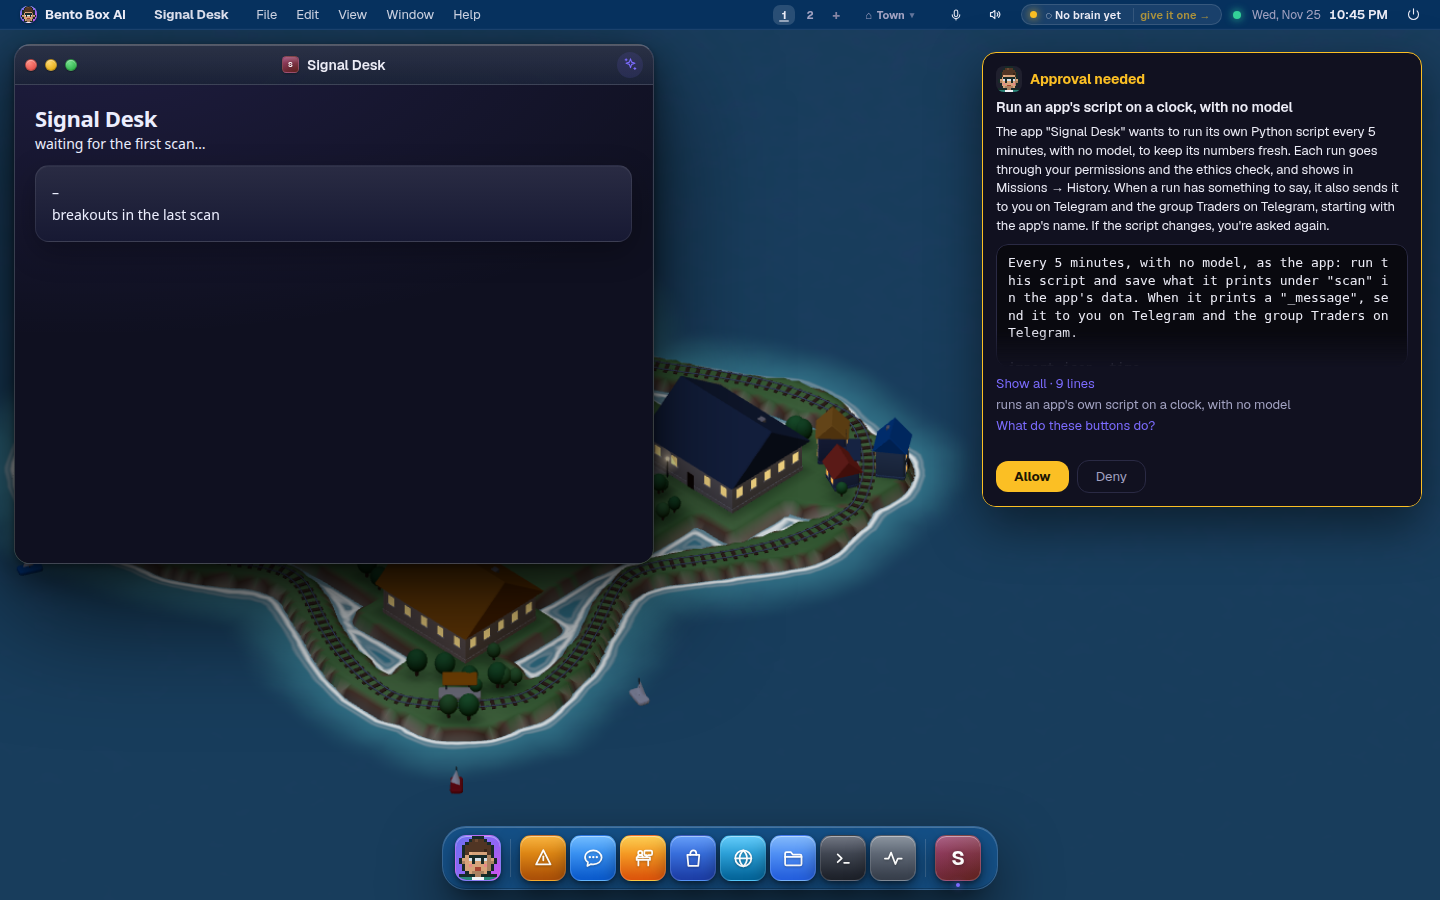 Bento Box AI Signal Desk File Edit View Window Help 1 2 + Town No brain yet give it one → Wed, Nov 25 10:45 PM
S Signal Desk
Signal Desk
waiting for the first scan...
–
breakouts in the last scan
Approval needed
Run an app's script on a clock, with no model
The app "Signal Desk" wants to run its own Python script every 5
minutes, with no model, to keep its numbers fresh. Each run goes
through your permissions and the ethics check, and shows in
Missions → History. When a run has something to say, it also sends it
to you on Telegram and the group Traders on Telegram, starting with
the app's name. If the script changes, you're asked again.
Every 5 minutes, with no model, as the app: run t
his script and save what it prints under "scan" i
n the app's data. When it prints a "_message", se
nd it to you on Telegram and the group Traders on
Telegram.
Show all · 9 lines
runs an app's own script on a clock, with no model
What do these buttons do?
Allow Deny
S